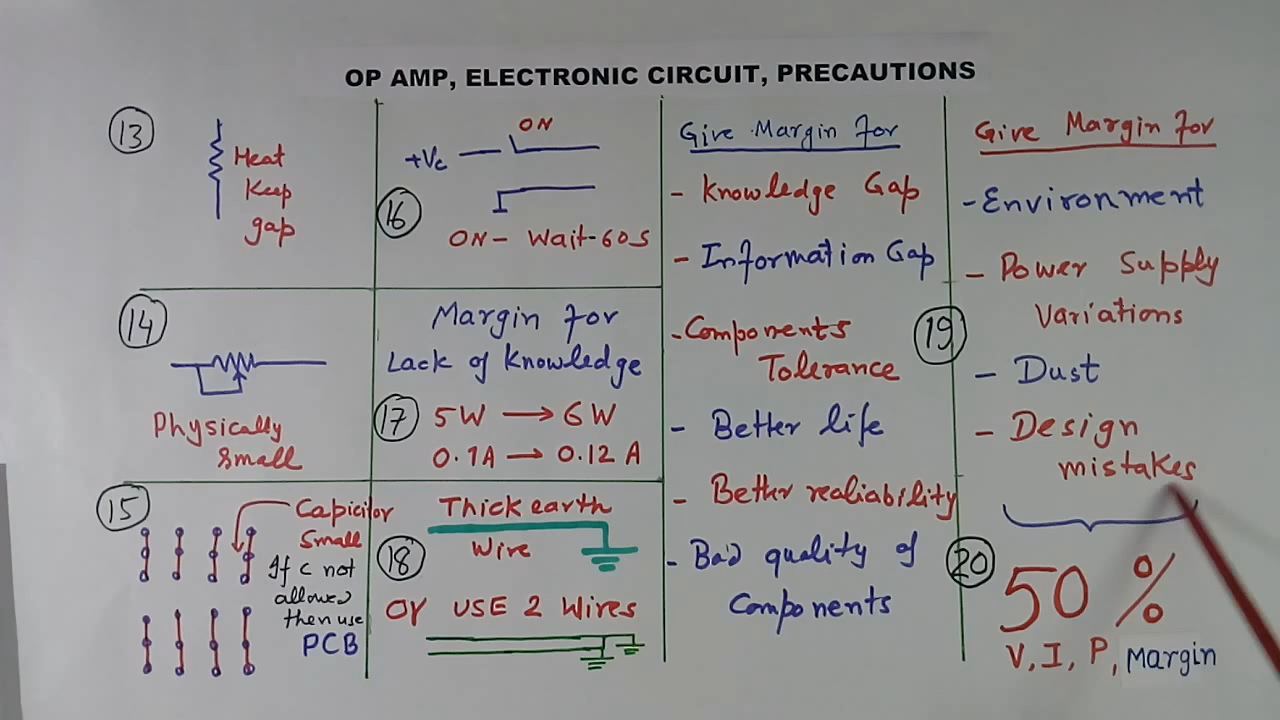 OP AMP, ELECTRONIC CIRCUIT, PRECAUTIONS
13
Heat
Keep
gap
14
Physically
Small
15
Capicitor
Small
If C not
allowed
then use
PCB
ON
+Vc
16
ON- Wait-60S
Margin for
Lack of Knowledge
17
5W → 6W
0.1A → 0.12 A
Thick earth
Wire
18
Or USE 2 Wires
Give Margin for
- Knowledge Gap
- Information Gap
- Components
Tolerance
- Better life
- Better realiability
- Bad quality of
Components
Give Margin for
- Environment
- Power Supply
Variations
19
- Dust
- Design
mistakes
20
50 %
V, I, P, Margin